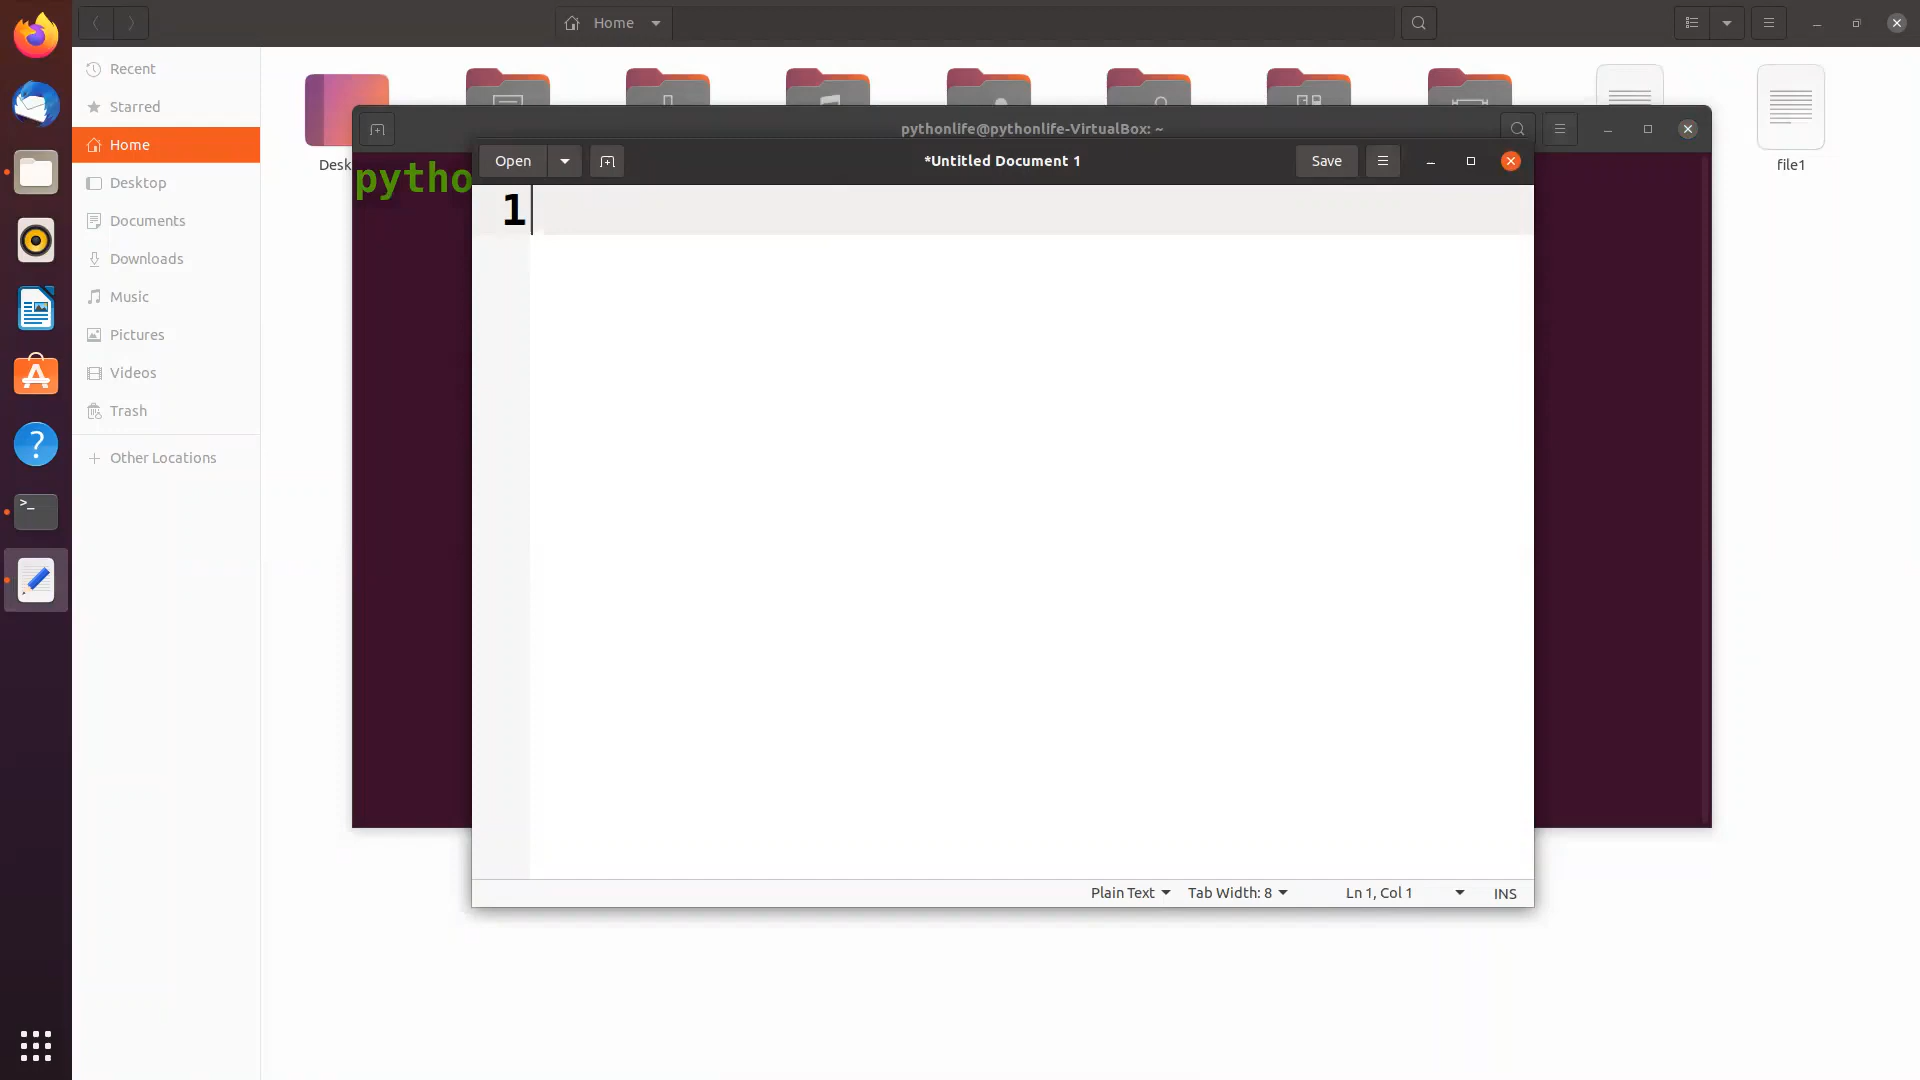 Home
Recent
Starred
Home
Desktop
Documents
Downloads
Music
Pictures
Videos
Trash
Other Locations
Desk
file1
pythonlife@pythonlife-VirtualBox: ~
pytho
Open
*Untitled Document 1
Save
1
Plain Text
Tab Width: 8
Ln 1, Col 1
INS